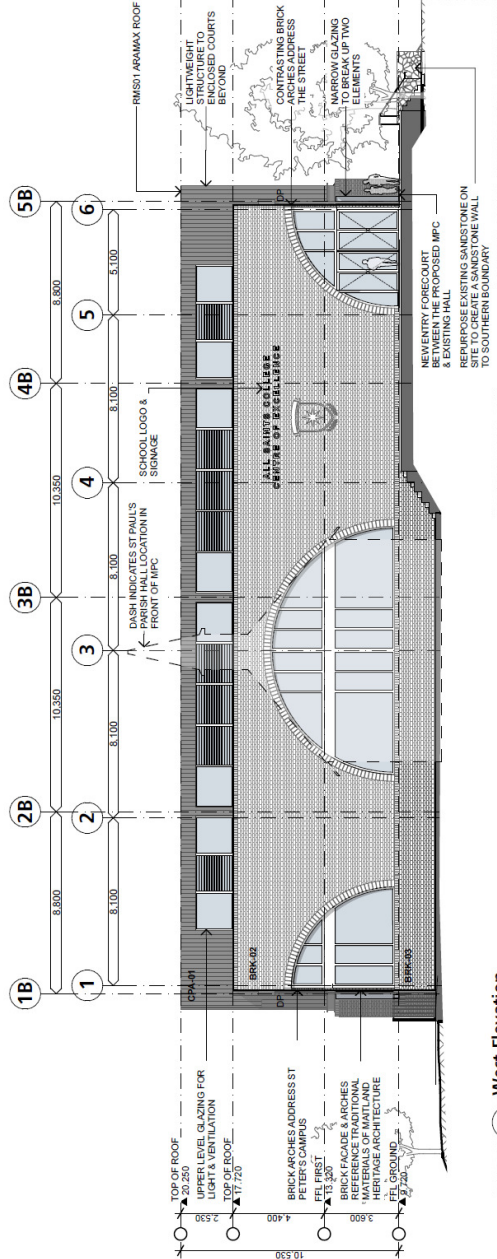 1B
2B
3B
4B
5B
8.800
10.350
10.350
8.800
1
2
3
4
5
6
8.100
8.100
8.100
8.100
5.100
DASH INDICATES ST PAUL'S
PARISH HALL LOCATION IN
FRONT OF MPC
SCHOOL LOGO &
SIGNAGE
RMS01 ARAMAX ROOF
LIGHTWEIGHT
STRUCTURE TO
ENCLOSED COURTS
BEYOND
CONTRASTING BRICK
ARCHES ADDRESS
THE STREET
NARROW GLAZING
TO BREAK UP TWO
ELEMENTS
TOP OF ROOF
20.250
UPPER LEVEL GLAZING FOR
LIGHT & VENTILATION
TOP OF ROOF
17.720
BRICK ARCHES ADDRESS ST
PETER'S CAMPUS
FFL FIRST
13.320
BRICK FACADE & ARCHES
REFERENCE TRADITIONAL
MATERIALS OF MAITLAND
HERITAGE ARCHITECTURE
FFL GROUND
9.720
2.530
4.400
3.600
10.530
CPA-01
BRK-02
DP
DP
BRK-03
ALL SAINTS COLLEGE
CENTRE OF EXCELLENCE
NEW ENTRY FORECOURT
BETWEEN THE PROPOSED MPC
& EXISTING HALL
REPURPOSE EXISTING SANDSTONE ON
SITE TO CREATE A SANDSTONE WALL
TO SOUTHERN BOUNDARY
West Elevation